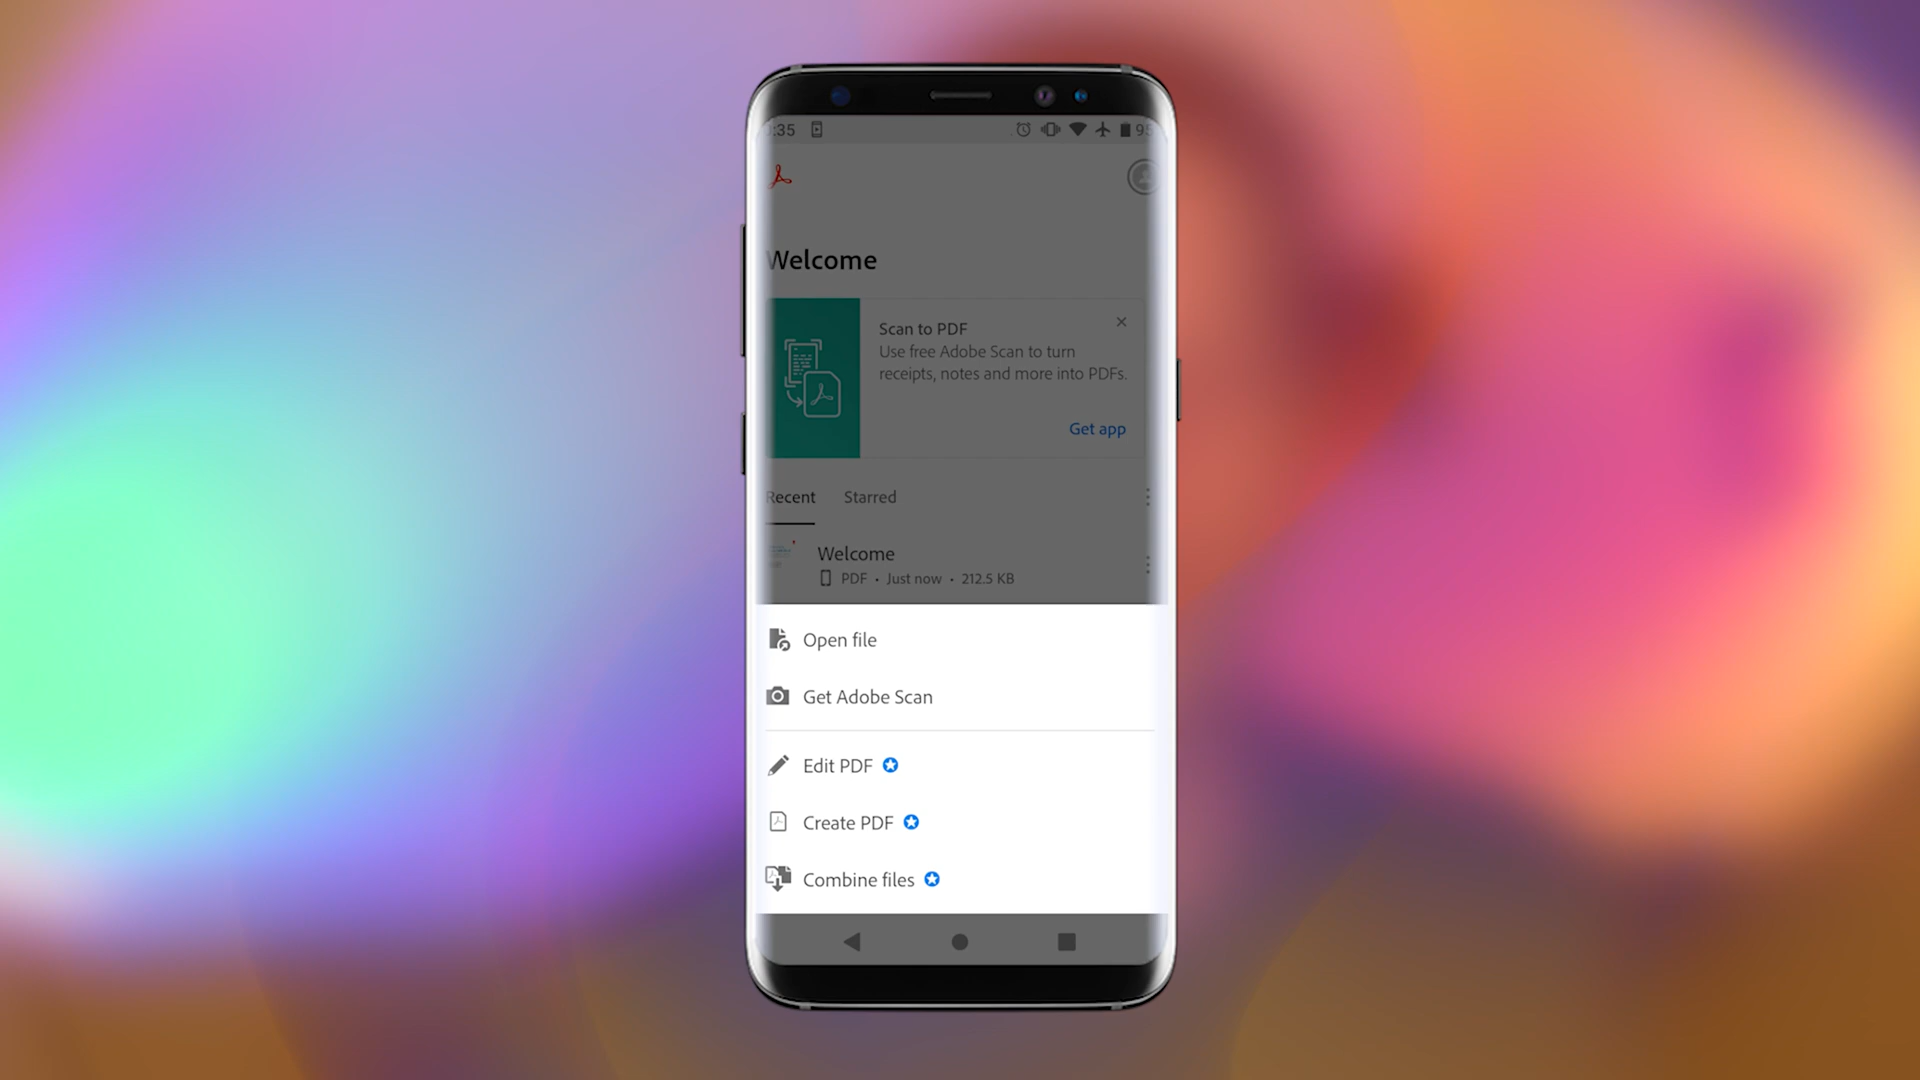 :35
Welcome
Scan to PDF
Use free Adobe Scan to turn
receipts, notes and more into PDFs.
Get app
Recent Starred
Welcome
PDF • Just now • 212.5 KB
Open file
Get Adobe Scan
Edit PDF
Create PDF
Combine files